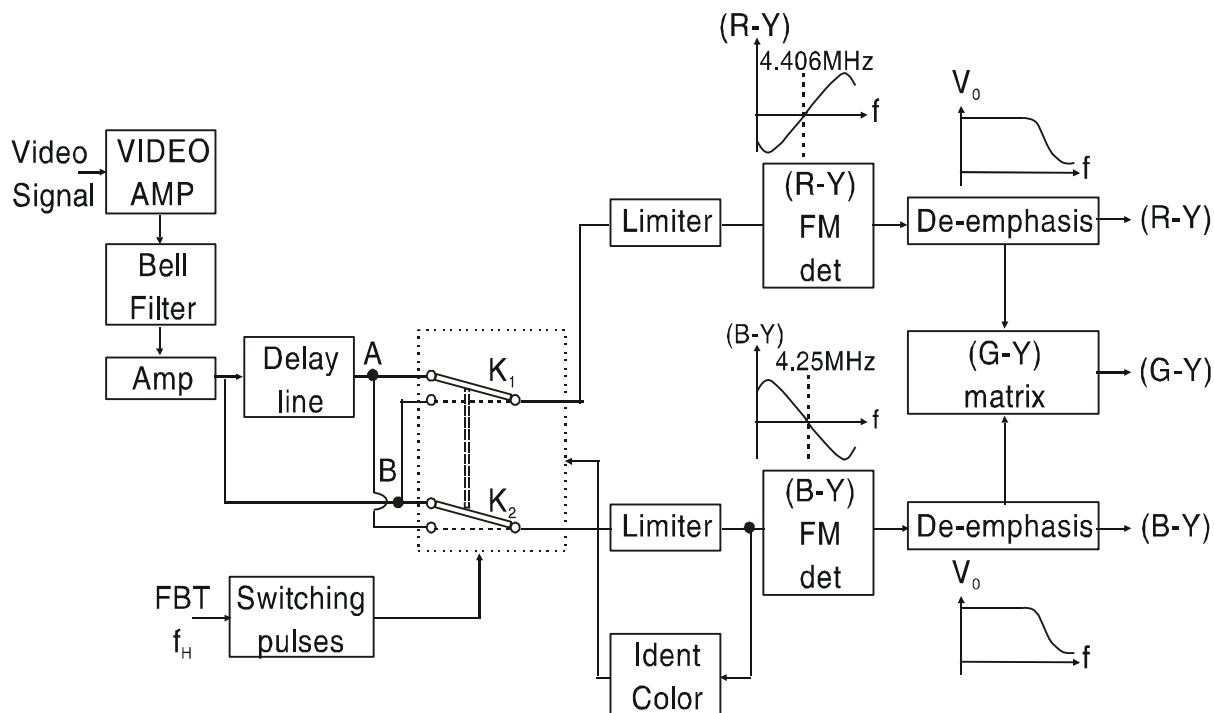 (R-Y)
4.406MHz
f
V₀
f
Video
Signal
VIDEO
AMP
(R-Y)
FM
det
Limiter
De-emphasis
(R-Y)
Bell
Filter
Amp
Delay
line
A
K₁
B
K₂
(B-Y)
4.25MHz
f
(G-Y)
matrix
(G-Y)
Limiter
(B-Y)
FM
det
De-emphasis
(B-Y)
V₀
f
FBT
f_H
Switching
pulses
Ident
Color